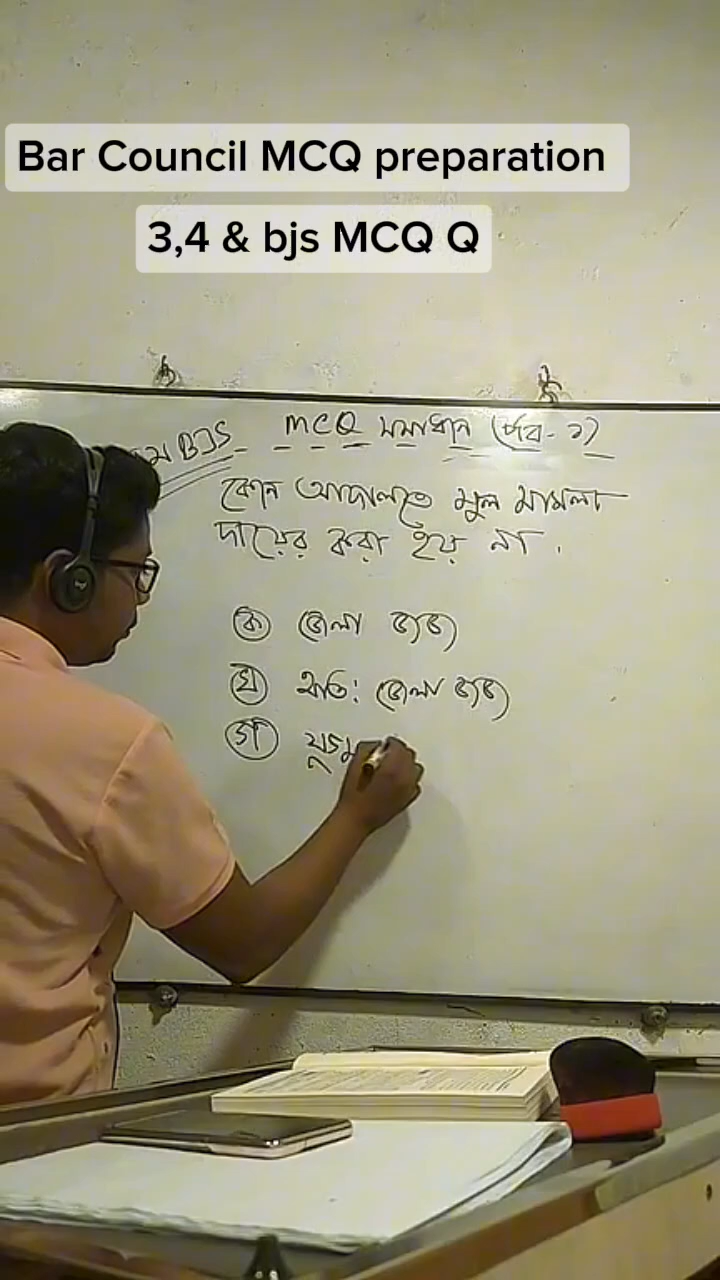 Bar Council MCQ preparation
3,4 & bjs MCQ Q
BJS
MCQ সমাধান (পর্ব - ১)
কোন আদালতে মুল মামলা
দায়ের করা হয় না .
ক জেলা জজ
খ অতি: জেলা জজ
গ যুগ্ম